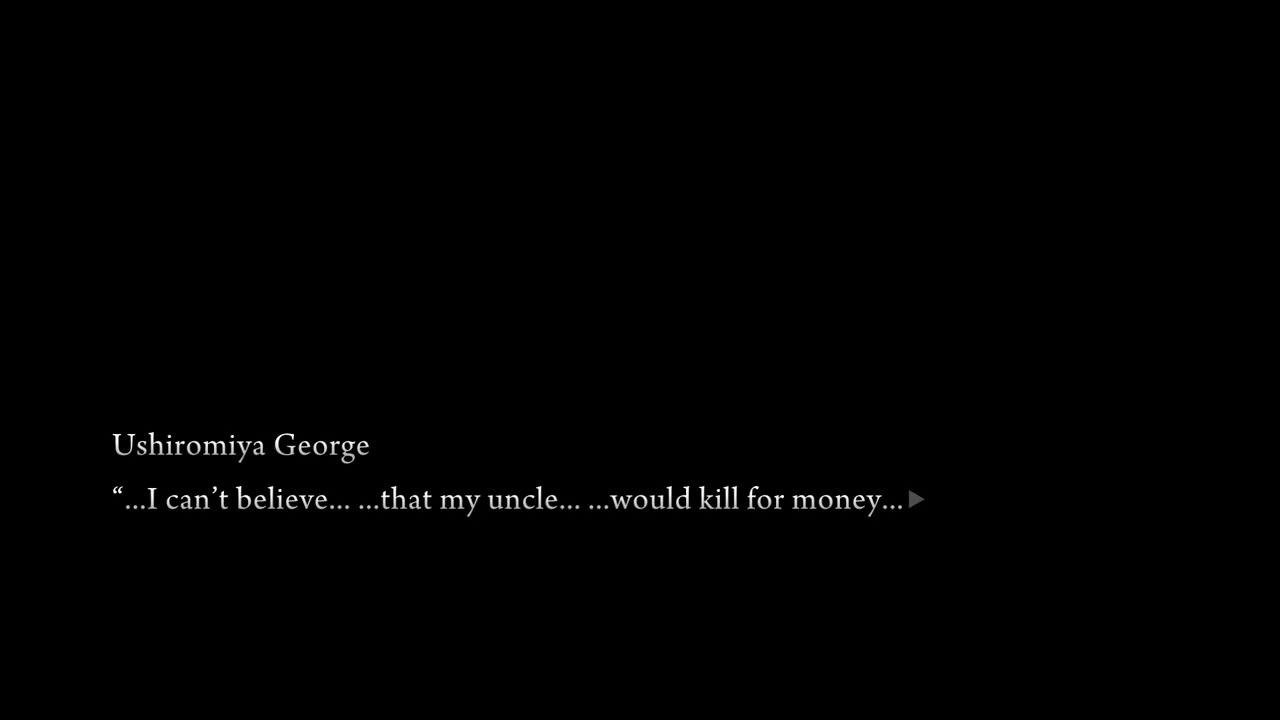 Ushiromiya George
“...I can’t believe... ...that my uncle... ...would kill for money...